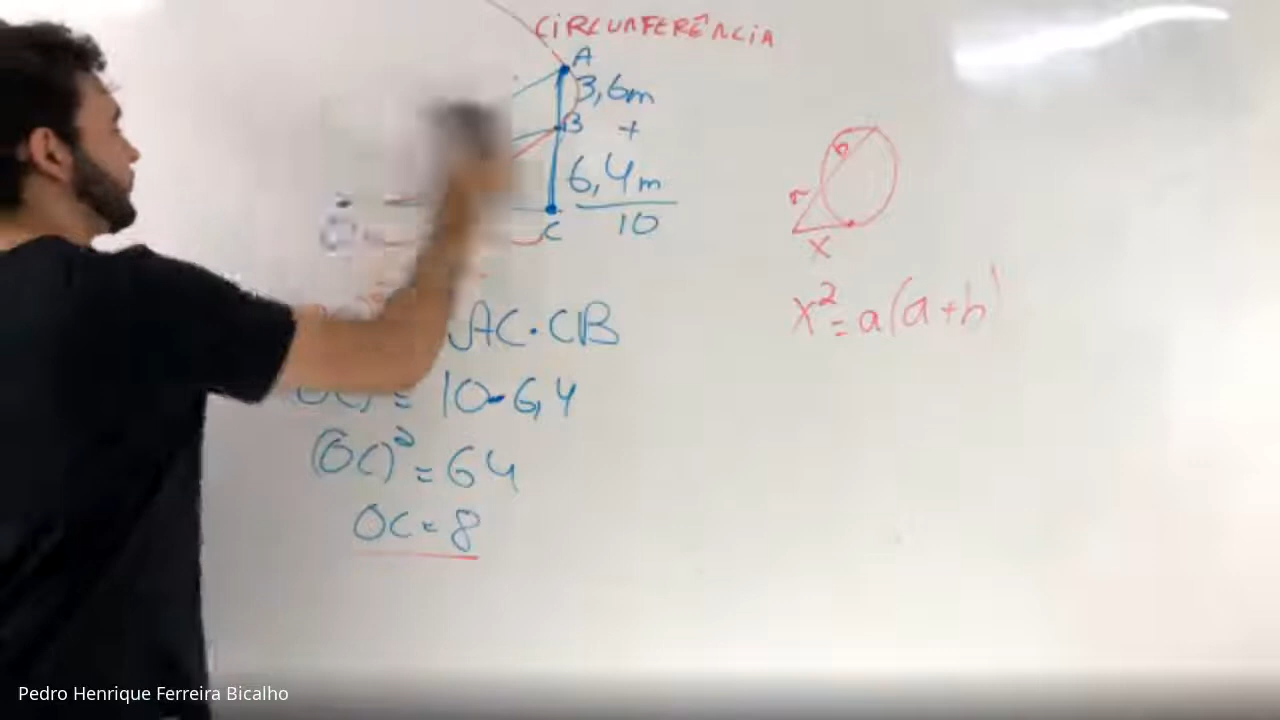 CIRCUNFERÊNCIA
A
3,6m
B +
6,4m
C 10
b
a
X
X² = a(a+b)
AC·CB
= 10·6,4
(OC)² = 64
OC = 8
Pedro Henrique Ferreira Bicalho